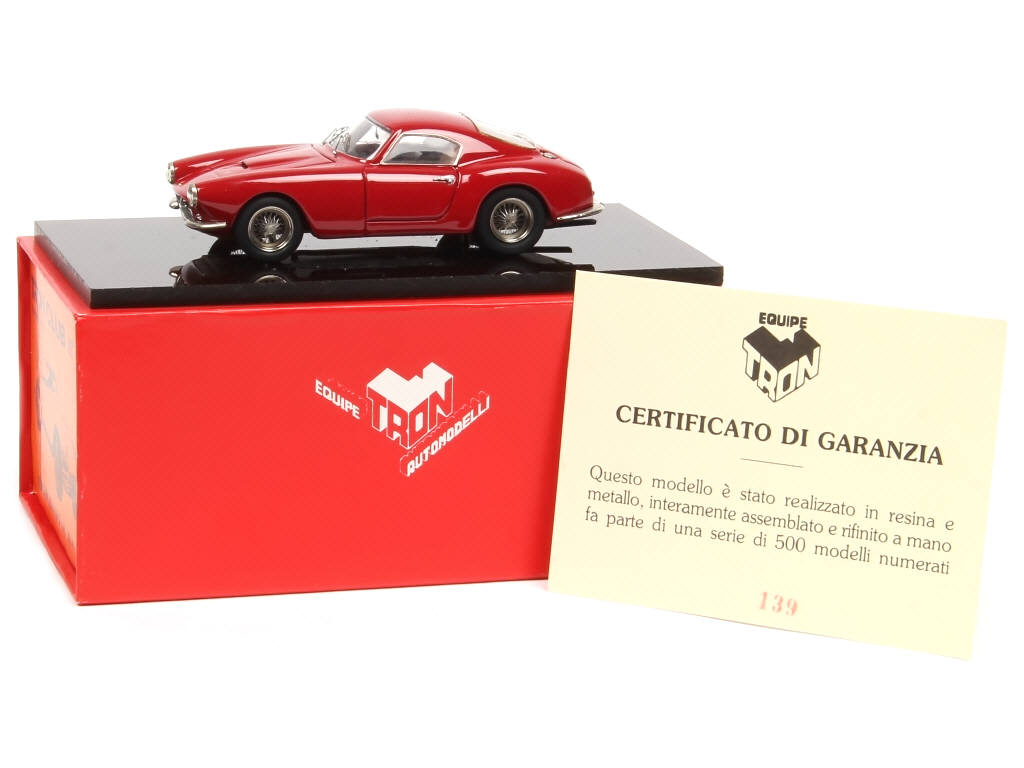 EQUIPE
TRON
AUTOMODELLI
CLUB
EQUIPE
TRON
CERTIFICATO DI GARANZIA
Questo modello è stato realizzato in resina e
metallo, interamente assemblato e rifinito a mano
fa parte di una serie di 500 modelli numerati
139